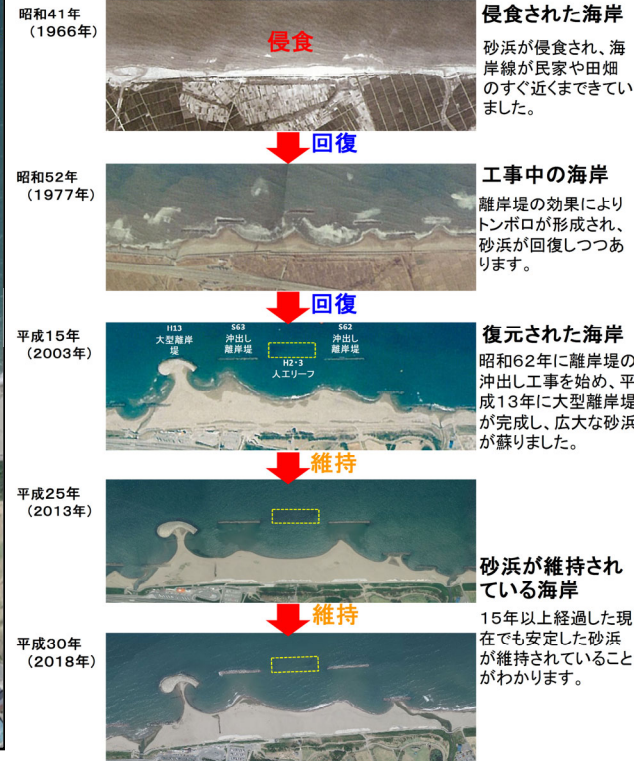 昭和41年
（1966年）
侵食
侵食された海岸
砂浜が侵食され、海
岸線が民家や田畑
のすぐ近くまできてい
ました。
回復
昭和52年
（1977年）
工事中の海岸
離岸堤の効果により
トンボロが形成され、
砂浜が回復しつつあ
ります。
回復
平成15年
（2003年）
H13
大型離岸
堤
S63
沖出し
離岸堤
H2・3
人工リーフ
S62
沖出し
離岸堤
復元された海岸
昭和62年に離岸堤の
沖出し工事を始め、平
成13年に大型離岸堤
が完成し、広大な砂浜
が蘇りました。
維持
平成25年
（2013年）
維持
砂浜が維持され
ている海岸
15年以上経過した現
在でも安定した砂浜
が維持されていること
がわかります。
平成30年
（2018年）